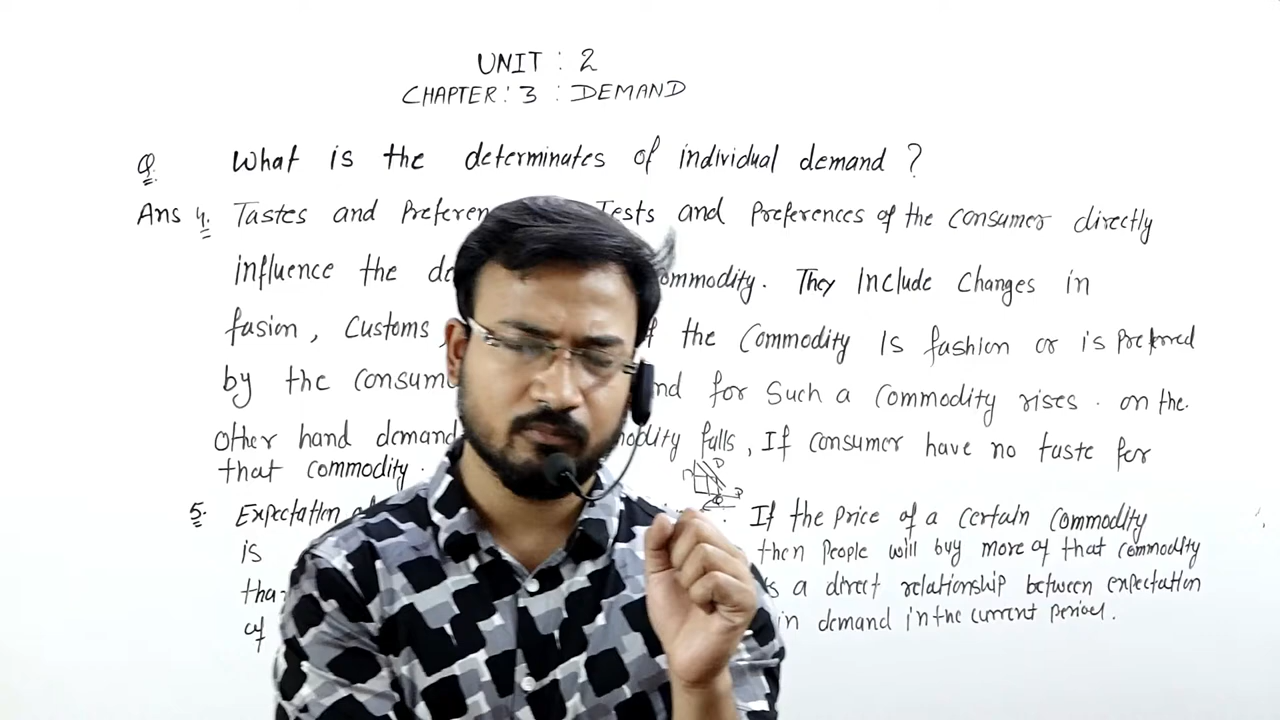 UNIT : 2
CHAPTER : 3 : DEMAND
Q. What is the determinates of individual demand ?
Ans 4. Tastes and Preferen Tests and Preferences of the consumer directly
influence the de ommodity. They Include Changes in
fusion, Customs, f the Commodity Is fashion or is Preferred
by the consum nd for Such a Commodity rises. on the.
Other hand demand modity falls, If consumer have no taste for
that commodity.
5. Expectation of If the Price of a certain Commodity
is then People will buy more of that commodity
tha s a direct relationship between expectation
of in demand in the current period.
D